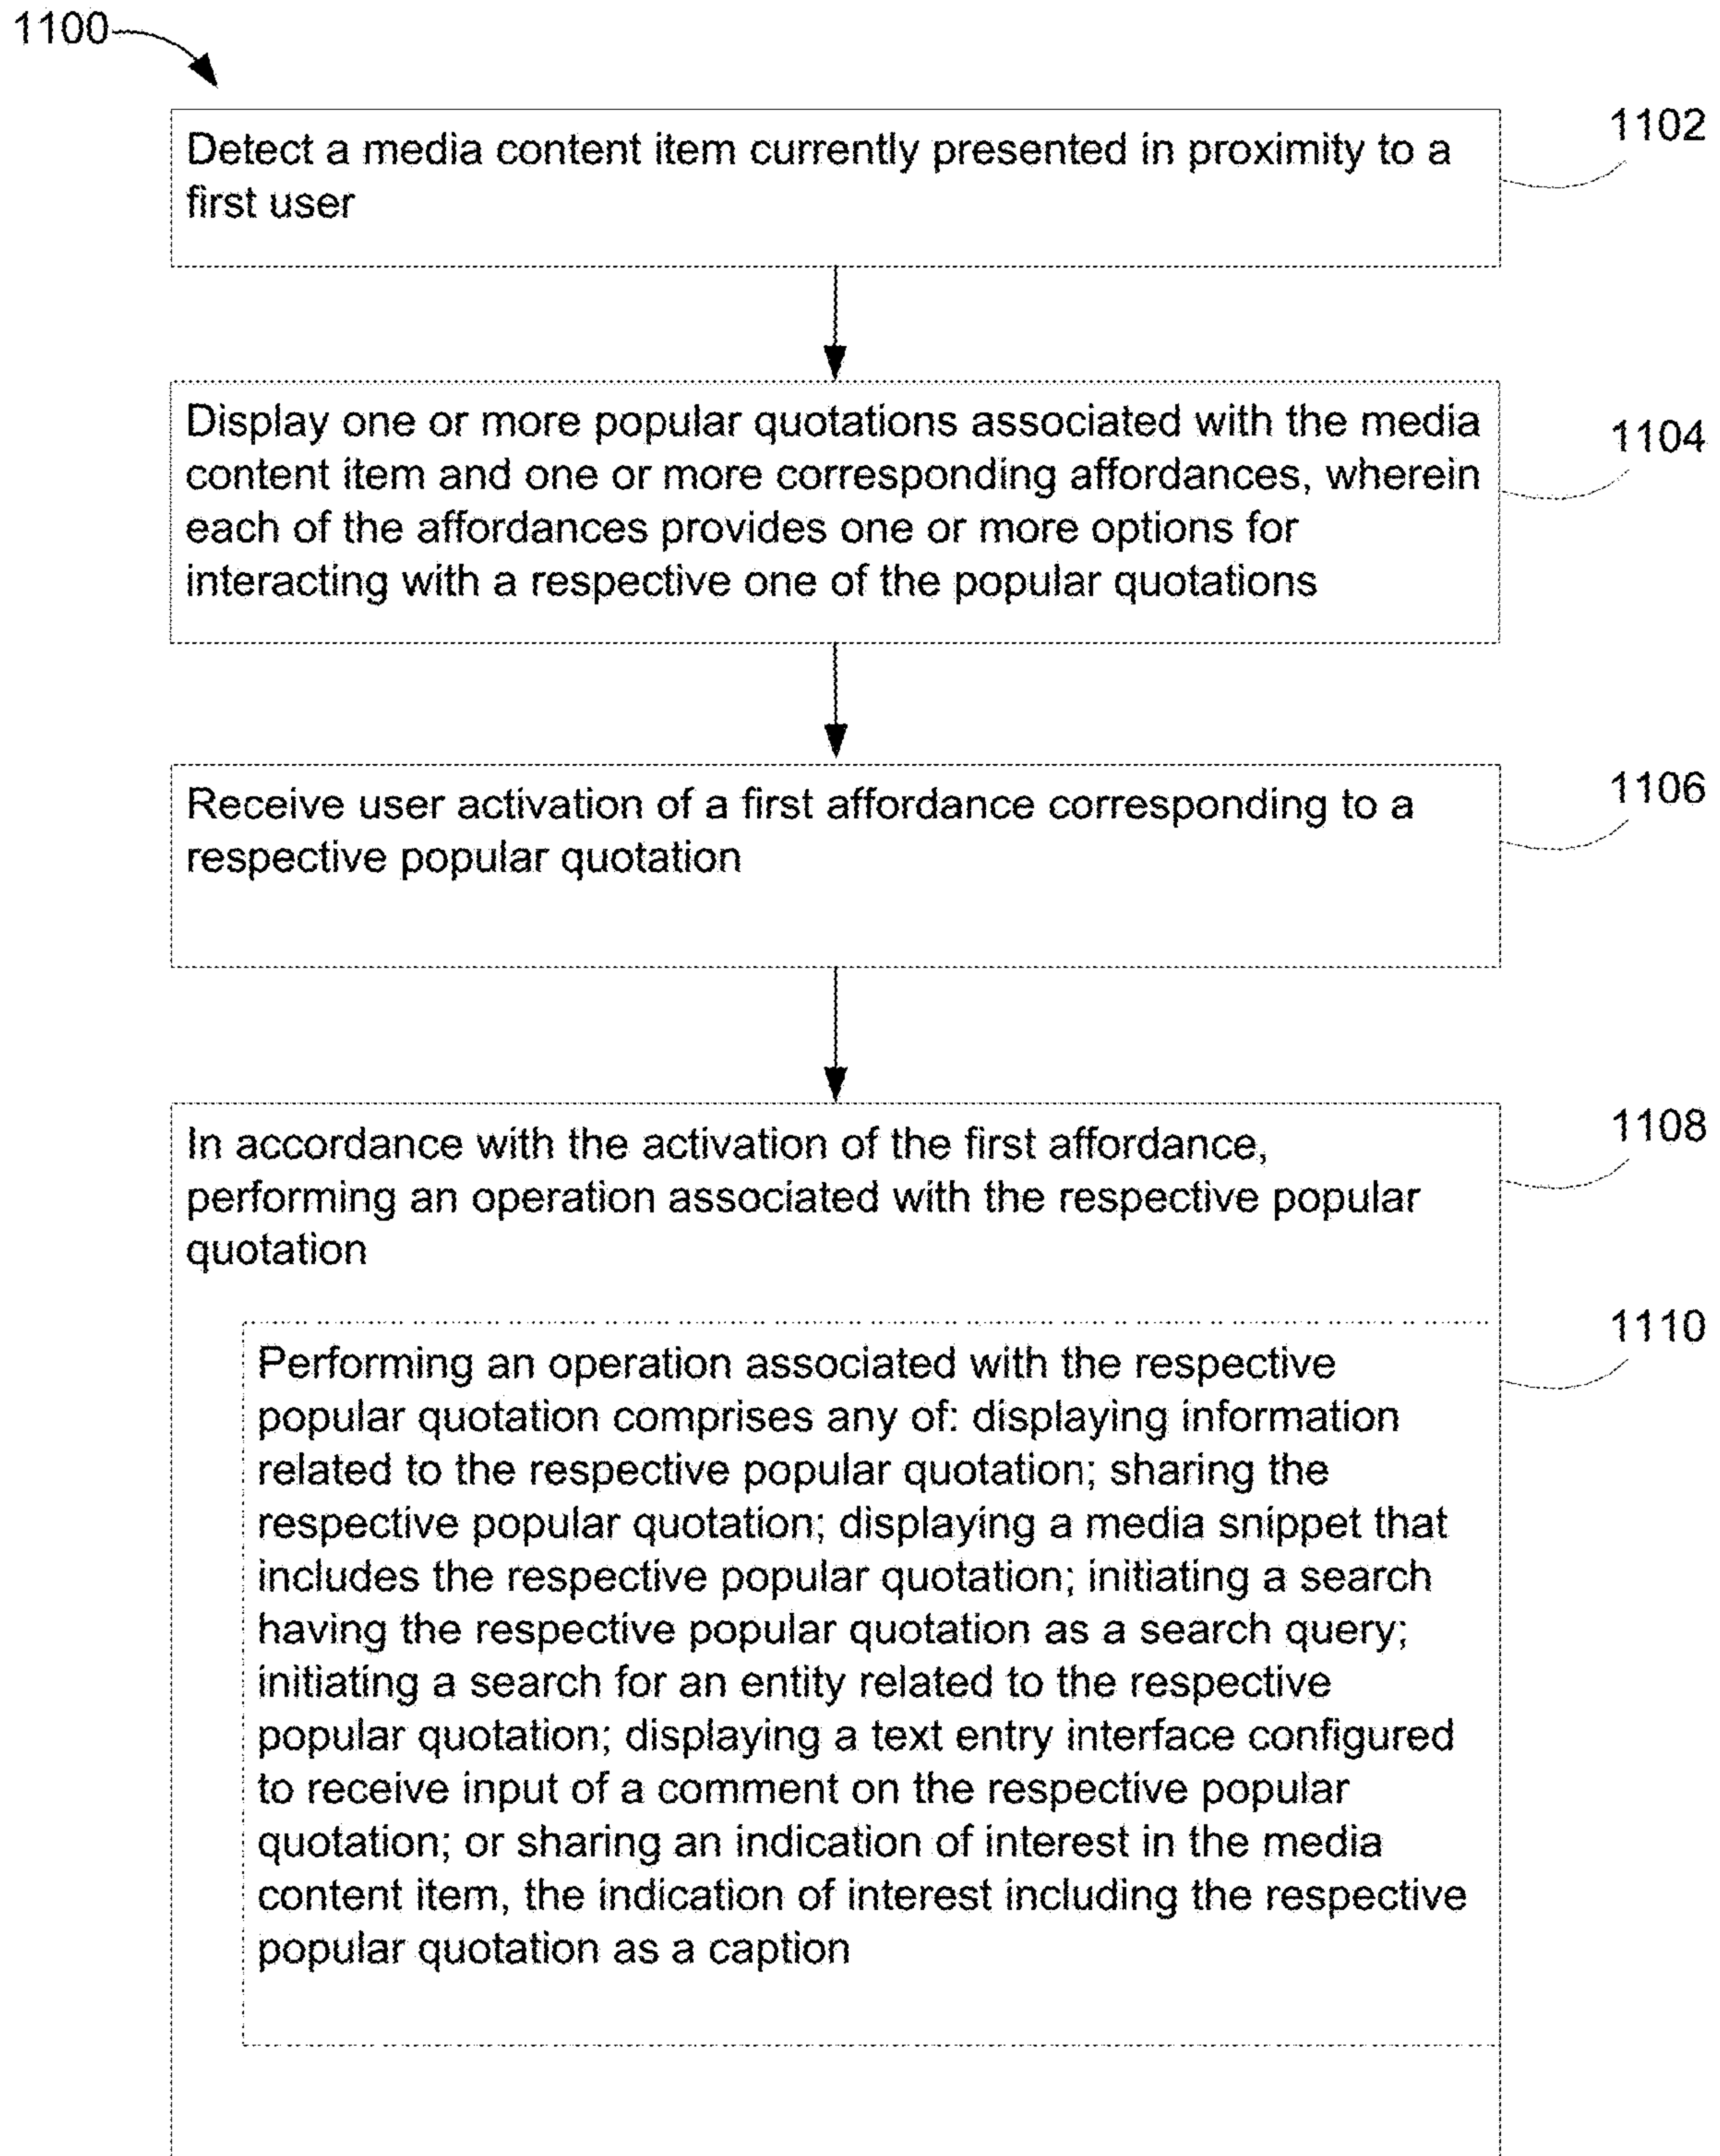 1100
Detect a media content item currently presented in proximity to a
first user
1102
Display one or more popular quotations associated with the media
content item and one or more corresponding affordances, wherein
each of the affordances provides one or more options for
interacting with a respective one of the popular quotations
1104
Receive user activation of a first affordance corresponding to a
respective popular quotation
1106
In accordance with the activation of the first affordance,
performing an operation associated with the respective popular
quotation
1108
Performing an operation associated with the respective
popular quotation comprises any of: displaying information
related to the respective popular quotation; sharing the
respective popular quotation; displaying a media snippet that
includes the respective popular quotation; initiating a search
having the respective popular quotation as a search query;
initiating a search for an entity related to the respective
popular quotation; displaying a text entry interface configured
to receive input of a comment on the respective popular
quotation; or sharing an indication of interest in the media
content item, the indication of interest including the respective
popular quotation as a caption
1110